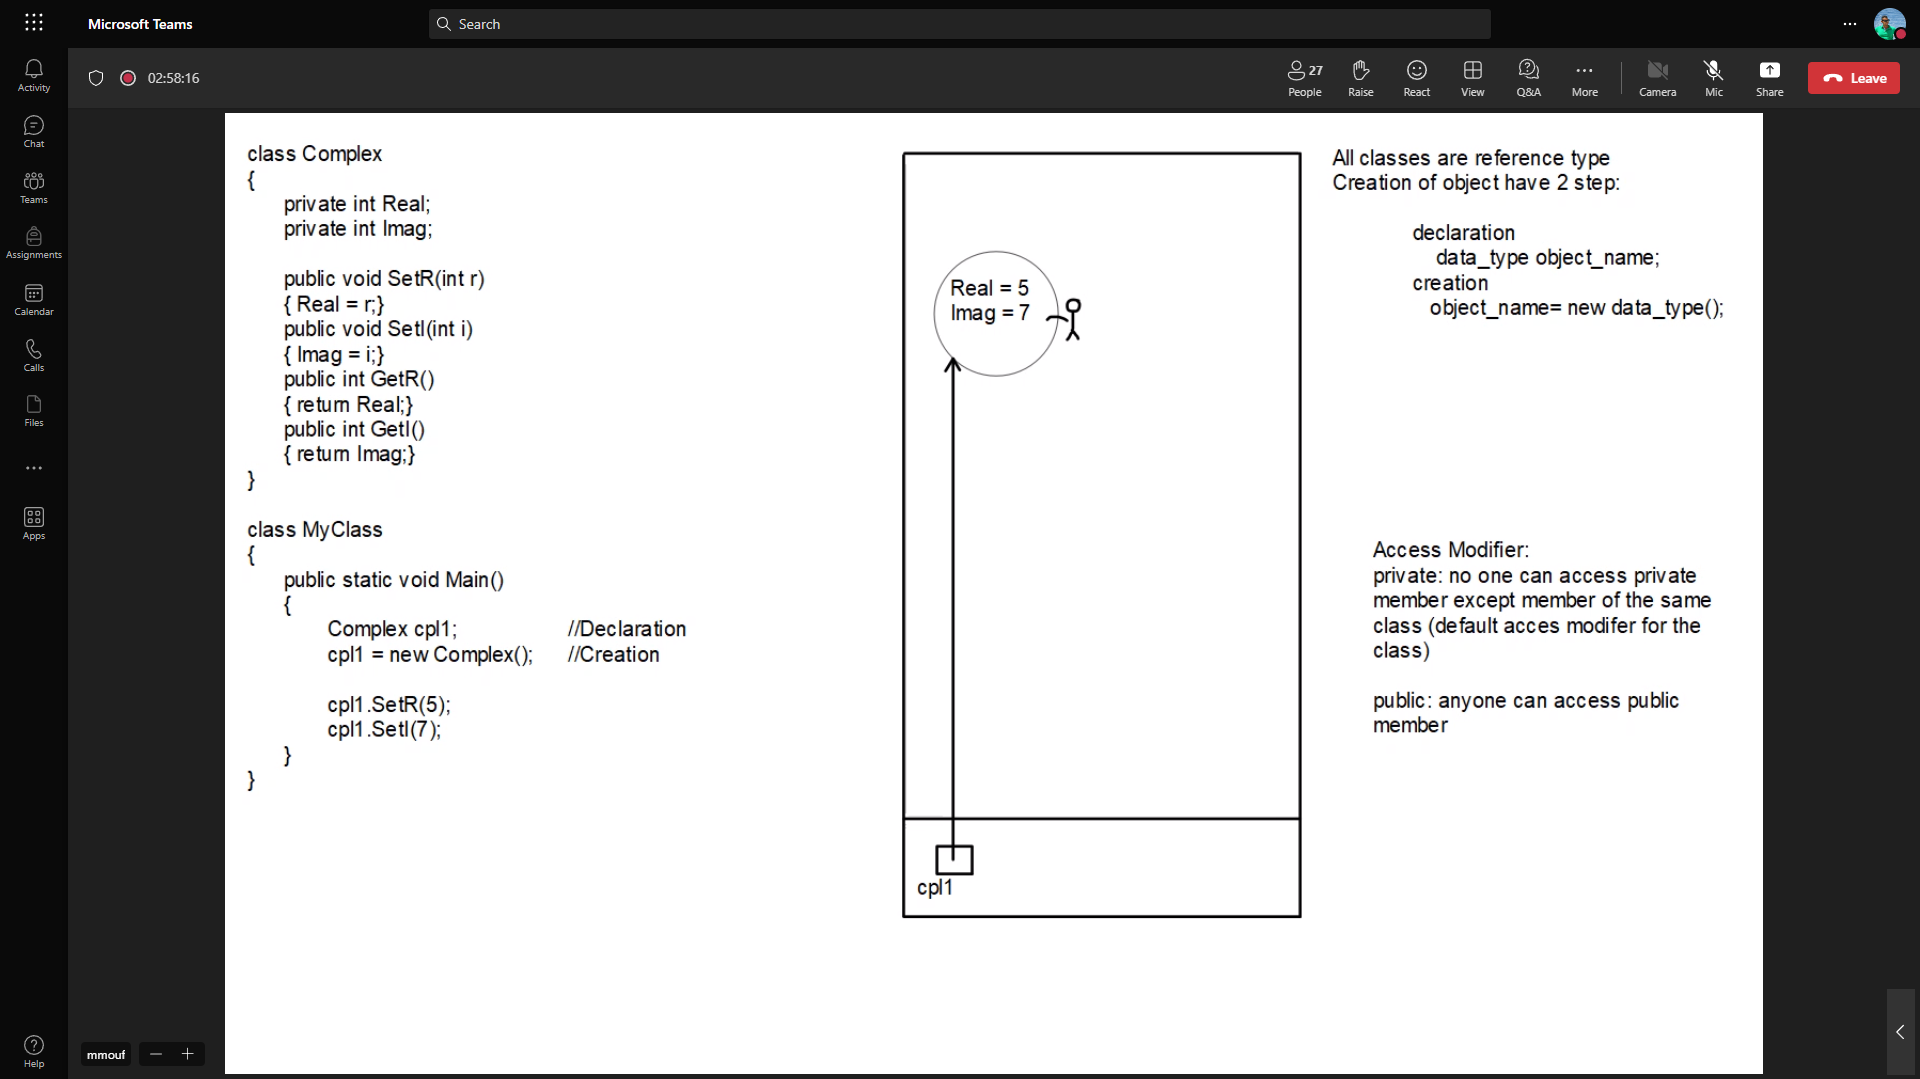 Microsoft Teams
Search
Activity
Chat
Teams
Assignments
Calendar
Calls
Files
Apps
Help
02:58:16
27
People
Raise
React
View
Q&A
More
Camera
Mic
Share
Leave
class Complex
{
private int Real;
private int Imag;
public void SetR(int r)
{ Real = r;}
public void SetI(int i)
{ Imag = i;}
public int GetR()
{ return Real;}
public int GetI()
{ return Imag;}
}
class MyClass
{
public static void Main()
{
Complex cpl1; //Declaration
cpl1 = new Complex(); //Creation
cpl1.SetR(5);
cpl1.SetI(7);
}
}
Real = 5
Imag = 7
cpl1
All classes are reference type
Creation of object have 2 step:
declaration
data_type object_name;
creation
object_name= new data_type();
Access Modifier:
private: no one can access private
member except member of the same
class (default acces modifer for the
class)
public: anyone can access public
member
mmouf